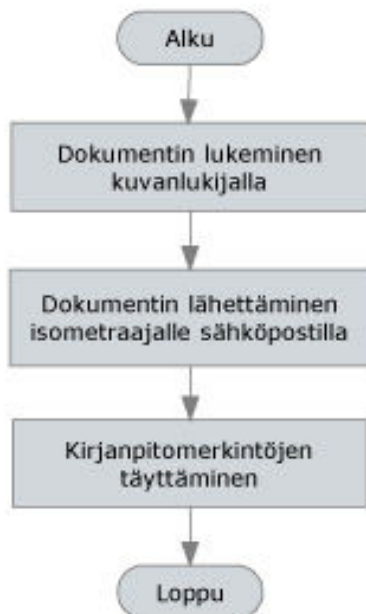 Alku
Dokumentin lukeminen
kuvanlukijalla
Dokumentin lähettäminen
isometraajalle sähköpostilla
Kirjanpitomerkintöjen
täyttäminen
Loppu